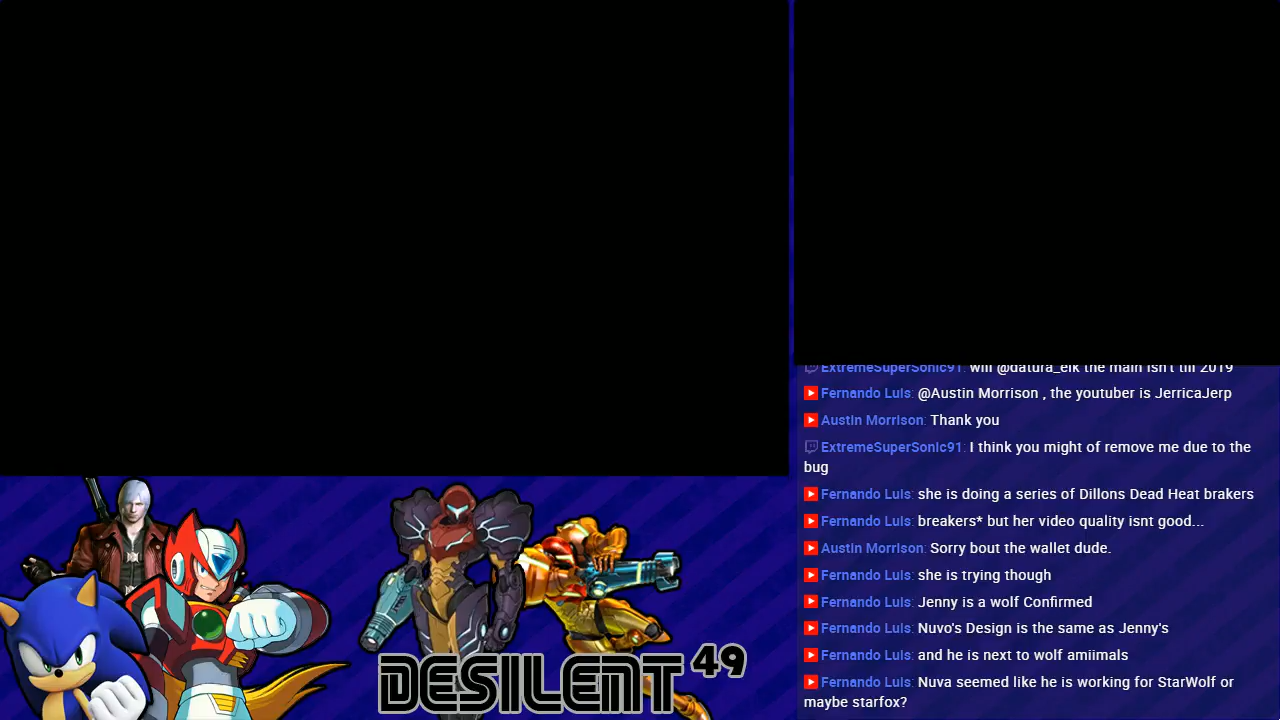 ExtremeSuperSonic91: will @datura_elk the main isn't till 2019
Fernando Luis: @Austin Morrison , the youtuber is JerricaJerp
Austin Morrison: Thank you
ExtremeSuperSonic91: I think you might of remove me due to the
bug
Fernando Luis: she is doing a series of Dillons Dead Heat brakers
Fernando Luis: breakers* but her video quality isnt good...
Austin Morrison: Sorry bout the wallet dude.
Fernando Luis: she is trying though
Fernando Luis: Jenny is a wolf Confirmed
Fernando Luis: Nuvo's Design is the same as Jenny's
Fernando Luis: and he is next to wolf amiimals
Fernando Luis: Nuva seemed like he is working for StarWolf or
maybe starfox?
DESILENT49